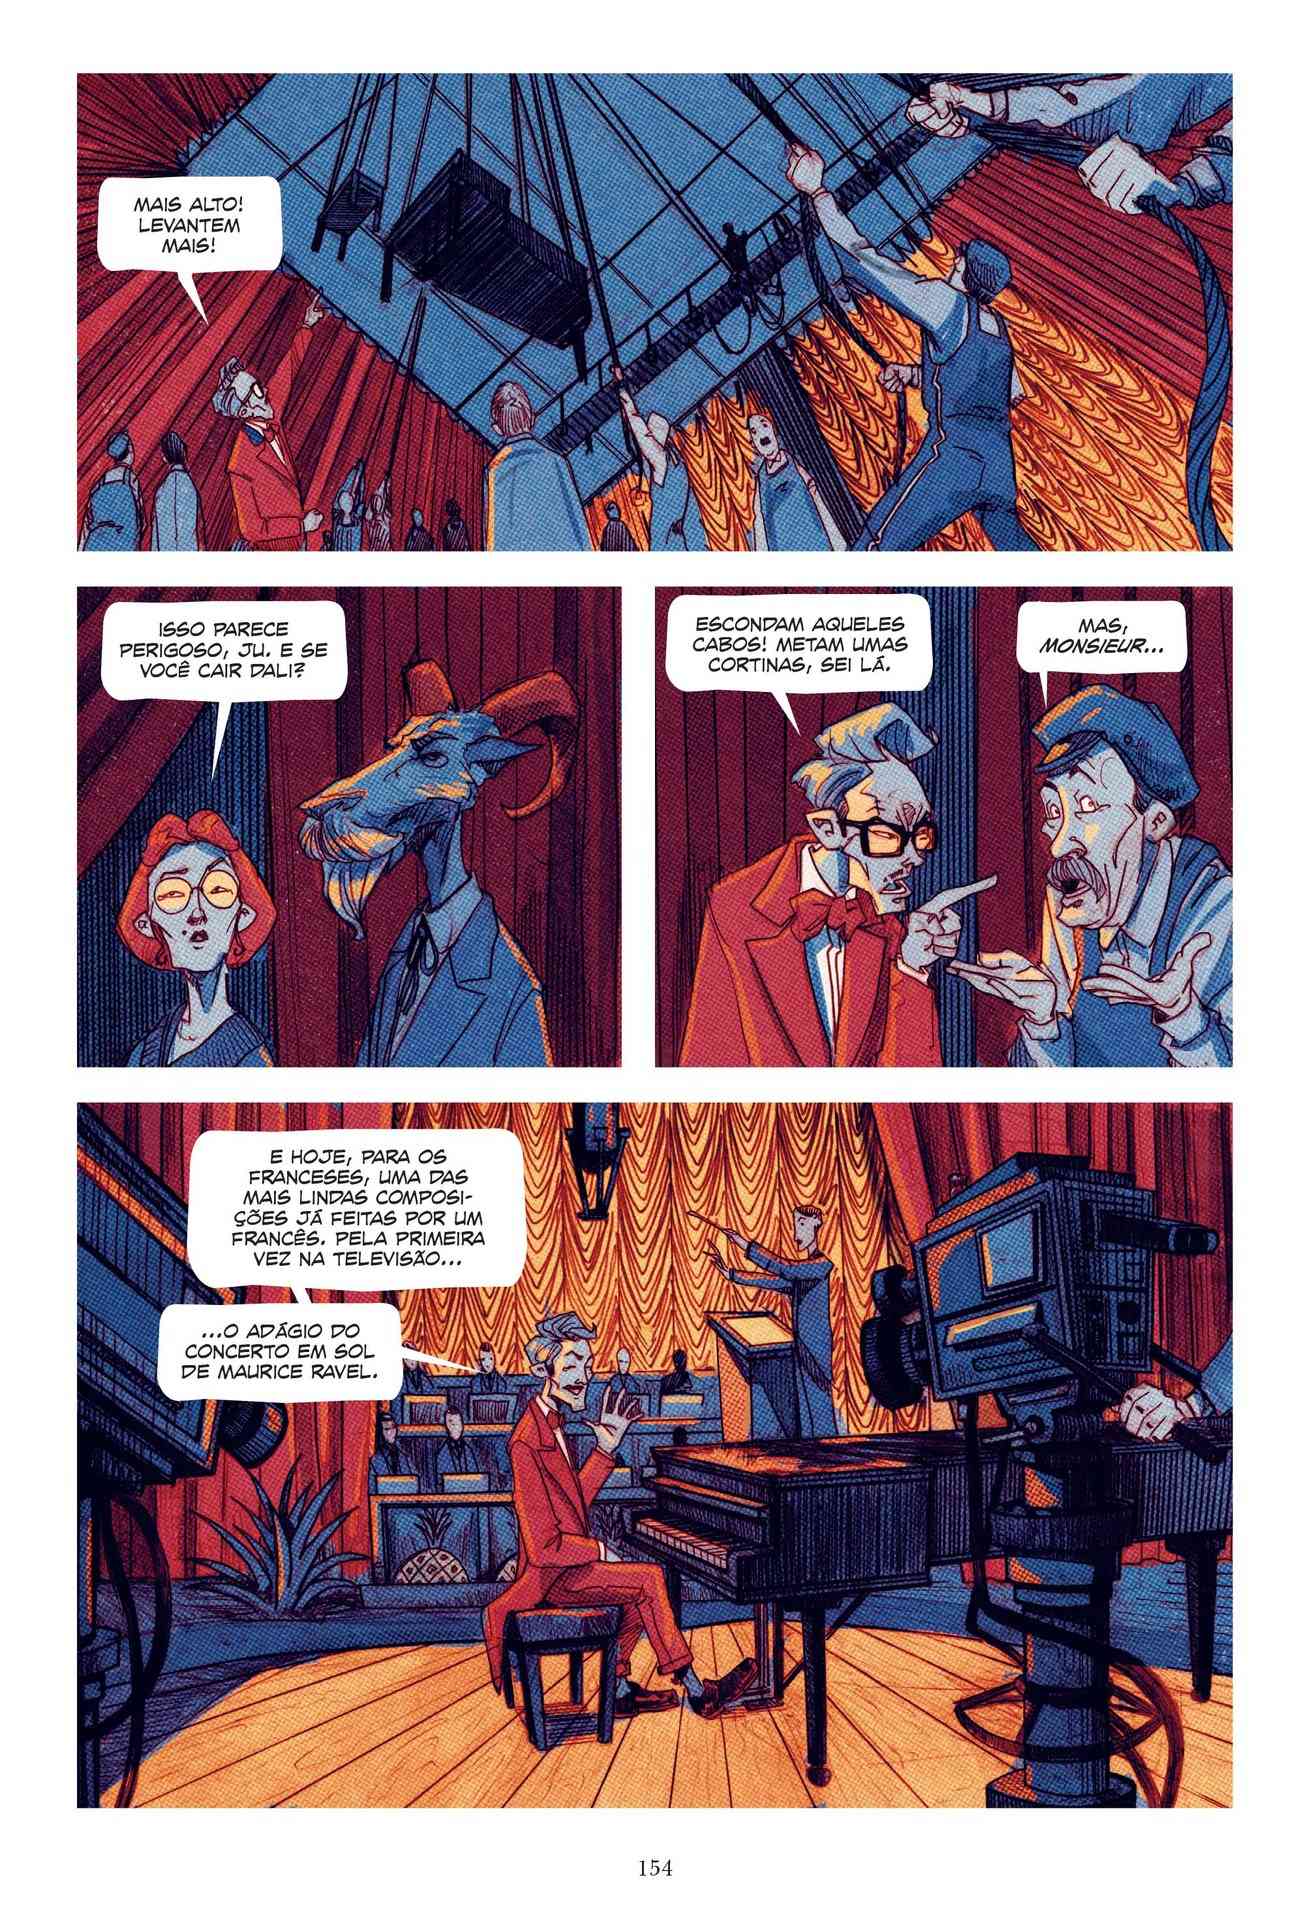 MAIS ALTO!
LEVANTEM
MAIS!
ISSO PARECE
PERIGOSO, JU. E SE
VOCÊ CAIR DALI?
ESCONDAM AQUELES
CABOS! METAM UMAS
CORTINAS, SEI LÁ.
MAS,
MONSIEUR...
E HOJE, PARA OS
FRANCESES, UMA DAS
MAIS LINDAS COMPOSI-
ÇÕES JÁ FEITAS POR UM
FRANCÊS. PELA PRIMEIRA
VEZ NA TELEVISÃO...
...O ADÁGIO DO
CONCERTO EM SOL
DE MAURICE RAVEL.
154